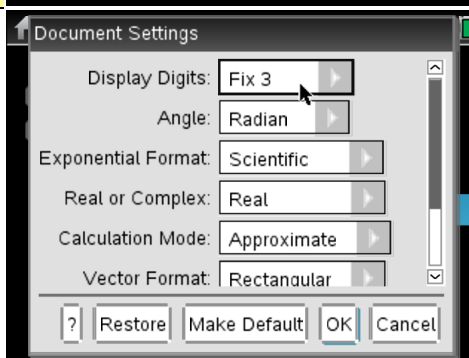 Document Settings
Display Digits: Fix 3
Angle: Radian
Exponential Format: Scientific
Real or Complex: Real
Calculation Mode: Approximate
Vector Format: Rectangular
? Restore Make Default OK Cancel